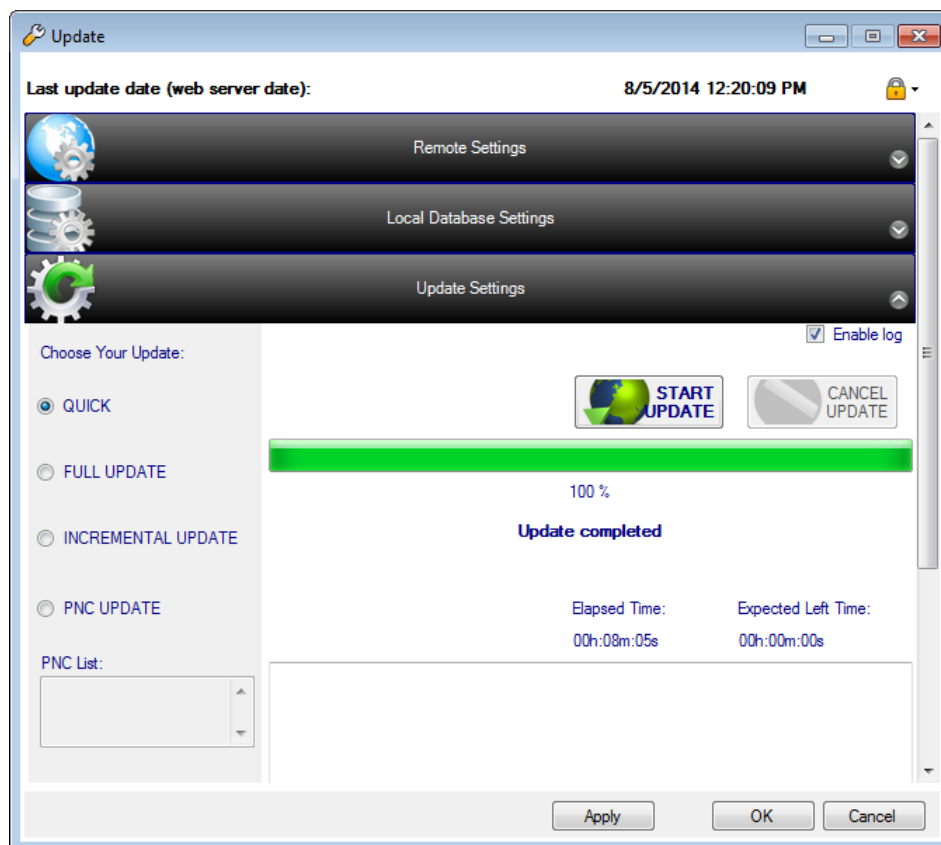 Update
Last update date (web server date): 8/5/2014 12:20:09 PM
Remote Settings
Local Database Settings
Update Settings
Enable log
Choose Your Update:
QUICK
START UPDATE
CANCEL UPDATE
FULL UPDATE
100 %
Update completed
INCREMENTAL UPDATE
PNC UPDATE
Elapsed Time: Expected Left Time:
00h:08m:05s 00h:00m:00s
PNC List:
Apply OK Cancel